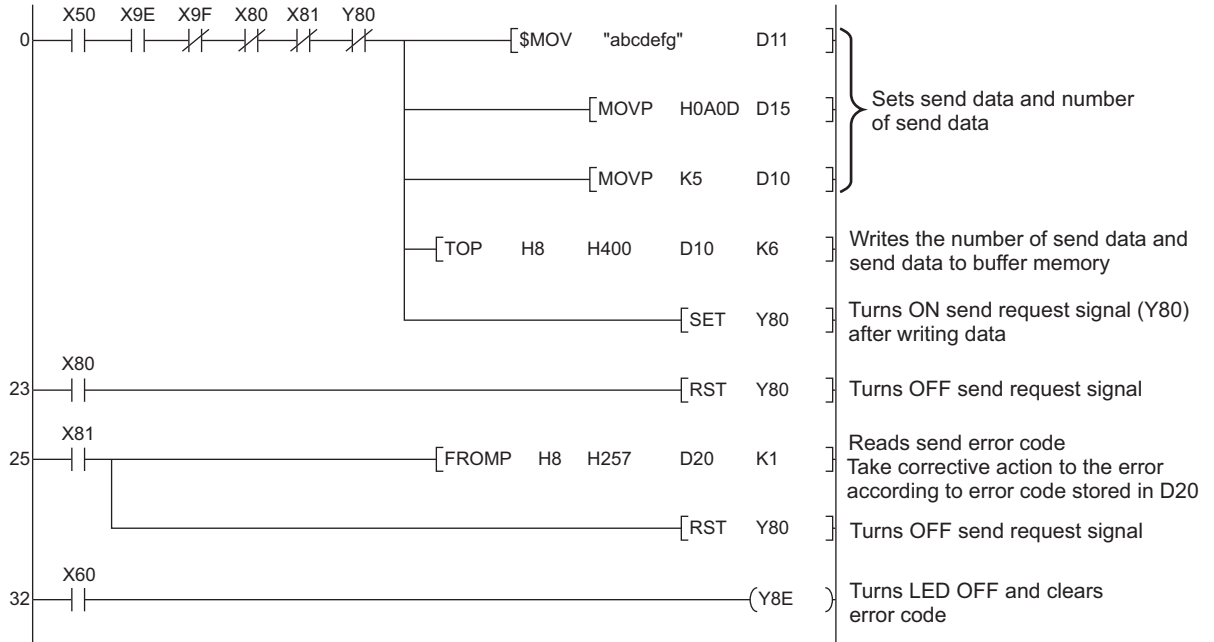 X50 X9E X9F X80 X81 Y80
0 $MOV "abcdefg" D11
MOVP H0A0D D15
Sets send data and number
of send data
MOVP K5 D10
TOP H8 H400 D10 K6
Writes the number of send data and
send data to buffer memory
SET Y80
Turns ON send request signal (Y80)
after writing data
X80
23 RST Y80 Turns OFF send request signal
X81
25 FROMP H8 H257 D20 K1
Reads send error code
Take corrective action to the error
according to error code stored in D20
RST Y80 Turns OFF send request signal
X60
32 Y8E
Turns LED OFF and clears
error code